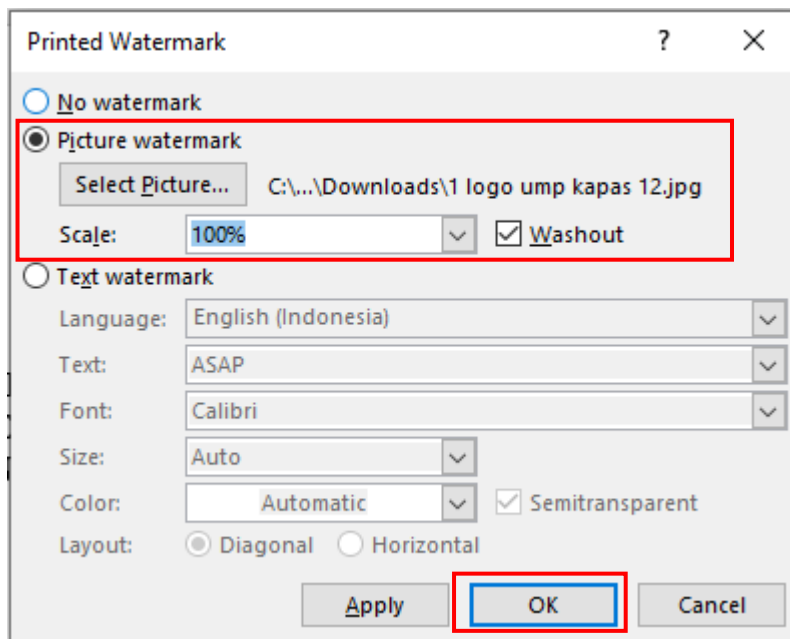 Printed Watermark ? ×
No watermark
Picture watermark
Select Picture... C:\...\Downloads\1 logo ump kapas 12.jpg
Scale: 100% Washout
Text watermark
Language: English (Indonesia)
Text: ASAP
Font: Calibri
Size: Auto
Color: Automatic Semitransparent
Layout: Diagonal Horizontal
Apply OK Cancel